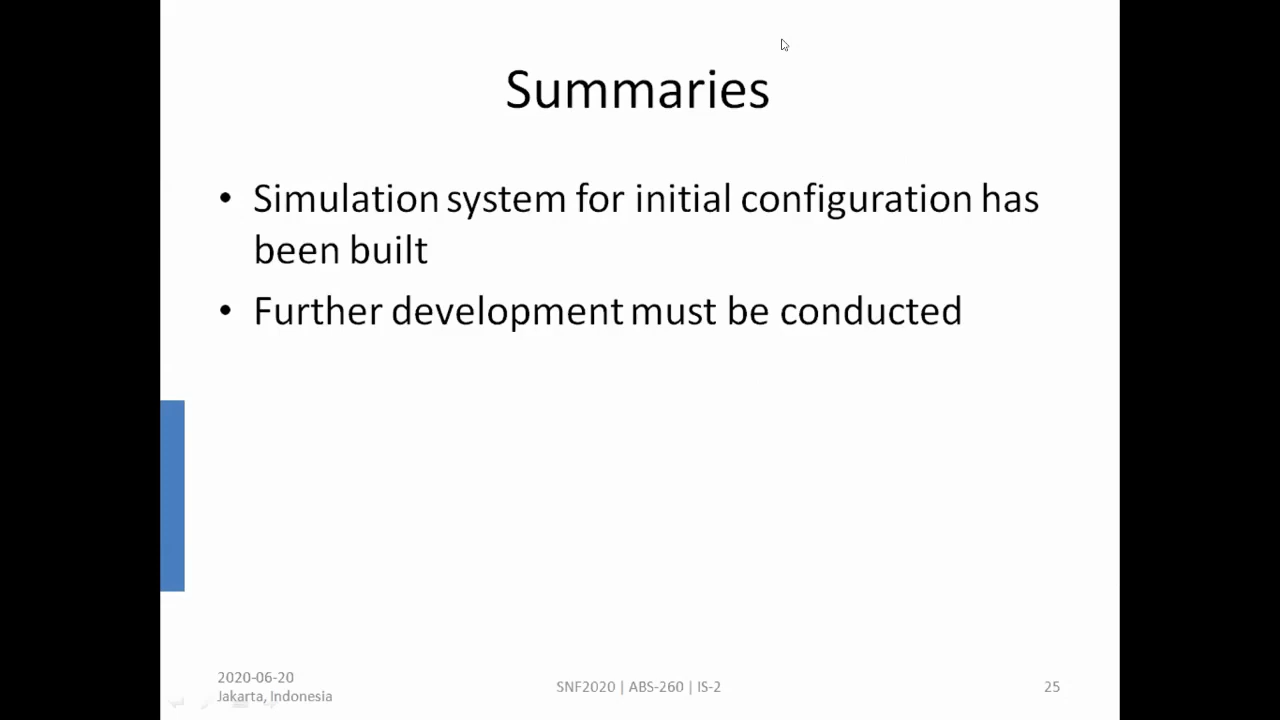 Summaries
• Simulation system for initial configuration has
been built
• Further development must be conducted
2020-06-20
Jakarta, Indonesia
SNF2020 | ABS-260 | IS-2
25